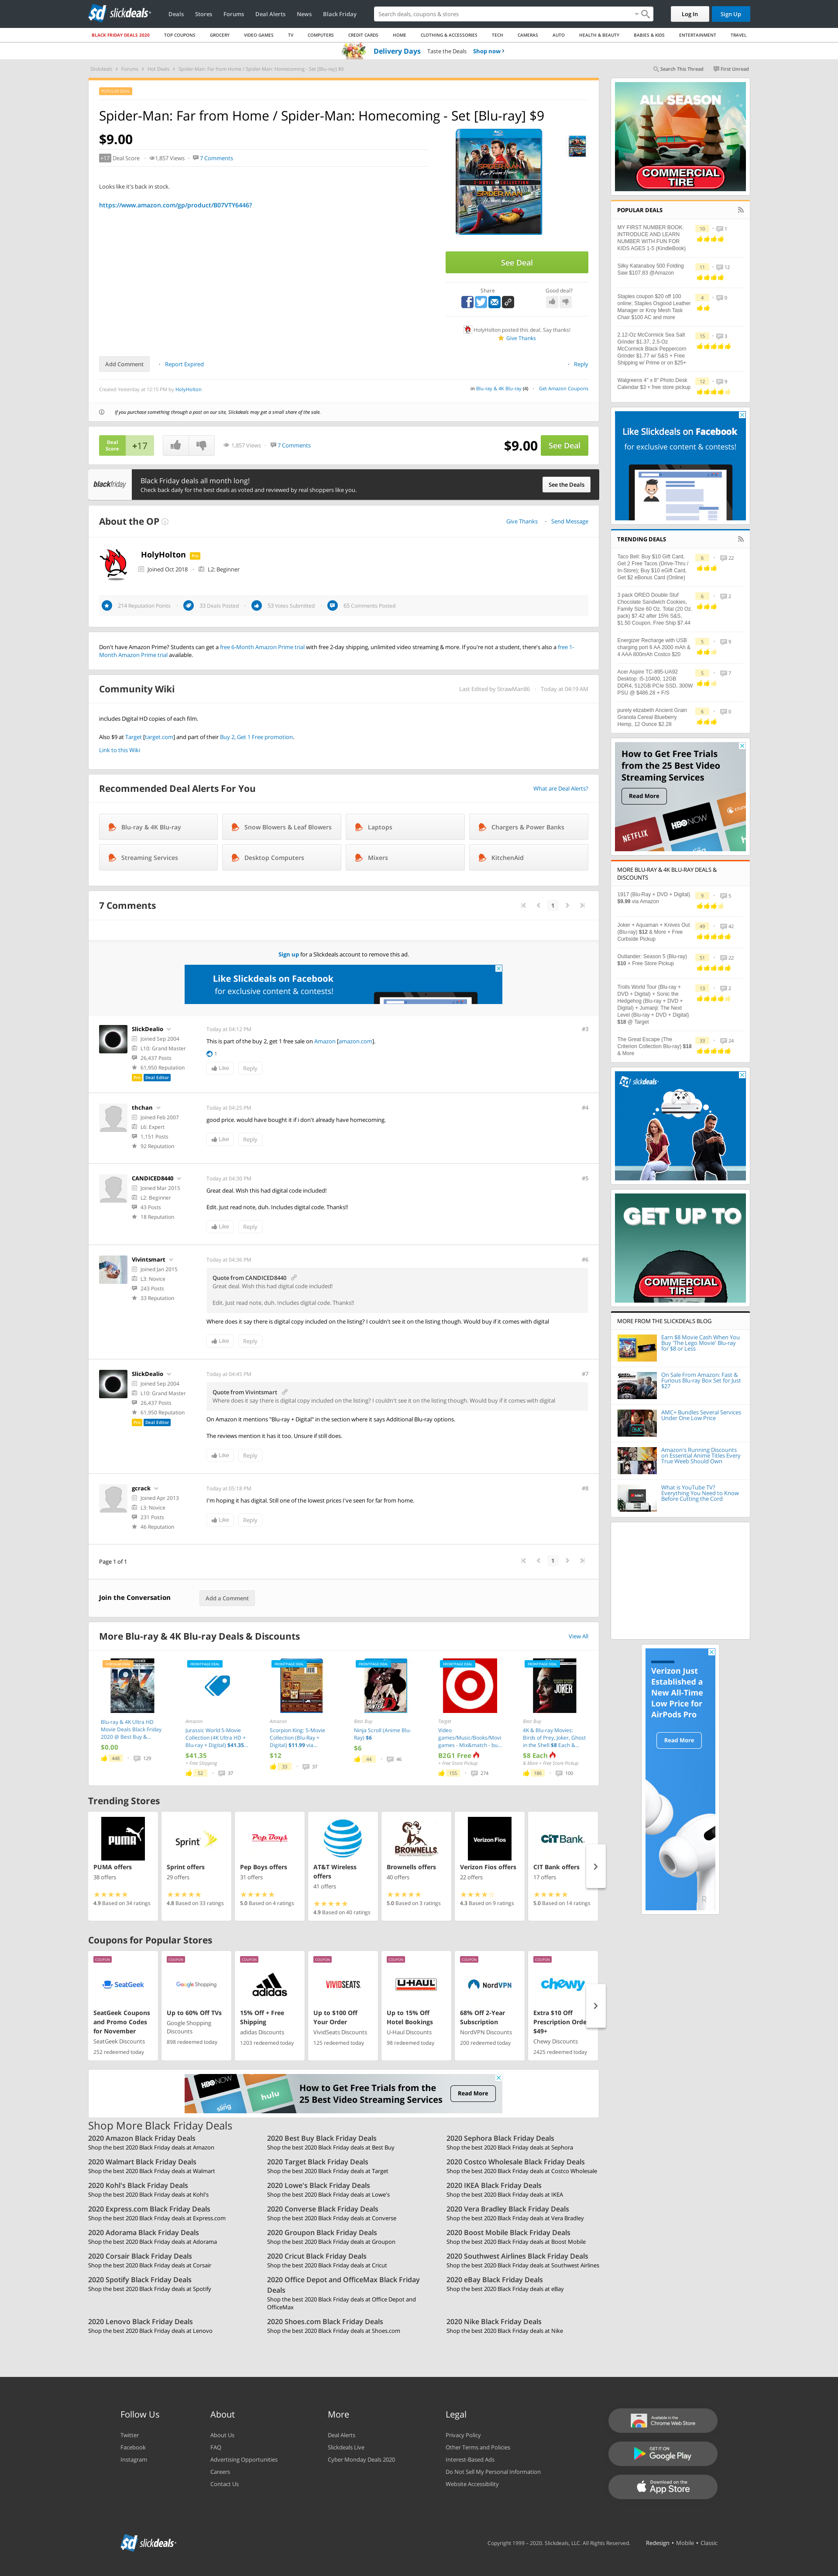 slickdeals
Deals
Stores
Forums
Deal Alerts
News
Black Friday
Search deals, coupons & stores
Log In
Sign Up
BLACK FRIDAY DEALS 2020
TOP COUPONS
GROCERY
VIDEO GAMES
TV
COMPUTERS
CREDIT CARDS
HOME
CLOTHING & ACCESSORIES
TECH
CAMERAS
AUTO
HEALTH & BEAUTY
BABIES & KIDS
ENTERTAINMENT
TRAVEL
Delivery Days Taste the Deals Shop now ›
Slickdeals › Forums › Hot Deals › Spider-Man: Far from Home / Spider-Man: Homecoming - Set [Blu-ray] $9
Search This Thread
First Unread
POPULAR DEAL
Spider-Man: Far from Home / Spider-Man: Homecoming - Set [Blu-ray] $9
$9.00
+17 Deal Score
1,857 Views
7 Comments
Looks like it's back in stock.
https://www.amazon.com/gp/product/B07VTY6446?
See Deal
Share
Good deal?
HolyHolton posted this deal. Say thanks!
Give Thanks
Add Comment
Report Expired
Reply
Created Yesterday at 12:15 PM by HolyHolton
in Blu-ray & 4K Blu-ray (4)
Get Amazon Coupons
If you purchase something through a post on our site, Slickdeals may get a small share of the sale.
Deal Score
+17
1,857 Views
7 Comments
$9.00
See Deal
blackfriday
Black Friday deals all month long!
Check back daily for the best deals as voted and reviewed by real shoppers like you.
See the Deals
About the OP
Give Thanks
Send Message
HolyHolton
Pro
Joined Oct 2018
L2: Beginner
214 Reputation Points
33 Deals Posted
53 Votes Submitted
65 Comments Posted
Don't have Amazon Prime? Students can get a free 6-Month Amazon Prime trial with free 2-day shipping, unlimited video streaming & more. If you're not a student, there's also a free 1-
Month Amazon Prime trial available.
Community Wiki
Last Edited by StrawMan86
Today at 04:19 AM
includes Digital HD copies of each film.
Also $9 at Target [target.com] and part of their Buy 2, Get 1 Free promotion.
Link to this Wiki
Recommended Deal Alerts For You
What are Deal Alerts?
Blu-ray & 4K Blu-ray
Snow Blowers & Leaf Blowers
Laptops
Chargers & Power Banks
Streaming Services
Desktop Computers
Mixers
KitchenAid
7 Comments
1
Sign up for a Slickdeals account to remove this ad.
Like Slickdeals on Facebook
for exclusive content & contests!
SlickDealio
Joined Sep 2004
L10: Grand Master
26,437 Posts
61,950 Reputation
Pro
Deal Editor
Today at 04:12 PM
#3
This is part of the buy 2, get 1 free sale on Amazon [amazon.com].
1
Like
Reply
thchan
Joined Feb 2007
L6: Expert
1,151 Posts
92 Reputation
Today at 04:25 PM
#4
good price. would have bought it if i don't already have homecoming.
Like
Reply
CANDICED8440
Joined Mar 2015
L2: Beginner
43 Posts
18 Reputation
Today at 04:30 PM
#5
Great deal. Wish this had digital code included!
Edit. Just read note, duh. Includes digital code. Thanks!!
Like
Reply
Vivintsmart
Joined Jan 2015
L3: Novice
243 Posts
33 Reputation
Today at 04:36 PM
#6
Quote from CANDICED8440
Great deal. Wish this had digital code included!
Edit. Just read note, duh. Includes digital code. Thanks!!
Where does it say there is digital copy included on the listing? I couldn't see it on the listing though. Would buy if it comes with digital
Like
Reply
SlickDealio
Joined Sep 2004
L10: Grand Master
26,437 Posts
61,950 Reputation
Pro
Deal Editor
Today at 04:45 PM
#7
Quote from Vivintsmart
Where does it say there is digital copy included on the listing? I couldn't see it on the listing though. Would buy if it comes with digital
On Amazon it mentions "Blu-ray + Digital" in the section where it says Additional Blu-ray options.
The reviews mention it has it too. Unsure if still does.
Like
Reply
gcrack
Joined Apr 2013
L3: Novice
231 Posts
46 Reputation
Today at 05:18 PM
#8
I'm hoping it has digital. Still one of the lowest prices I've seen for far from home.
Like
Reply
Page 1 of 1
1
Join the Conversation
Add a Comment
More Blu-ray & 4K Blu-ray Deals & Discounts
View All
1917
Blu-ray & 4K Ultra HD
Movie Deals Black Friday
2020 @ Best Buy &...
$0.00
446
129
FRONTPAGE DEAL
Amazon
Jurassic World 5-Movie
Collection (4K Ultra HD +
Blu-ray + Digital) $41.35...
$41.35
+ Free Shipping
52
37
FRONTPAGE DEAL
Amazon
Scorpion King: 5-Movie
Collection (Blu-Ray +
Digital) $11.99 via...
$12
33
37
FRONTPAGE DEAL
Best Buy
Ninja Scroll (Anime Blu-
Ray) $6
$6
44
46
FRONTPAGE DEAL
Target
Video
games/Music/Books/Movi
games - Mix&match - bu...
B2G1 Free
+ Free Store Pickup
155
274
FRONTPAGE DEAL
JOKER
Best Buy
4K & Blu-ray Movies:
Birds of Prey, Joker, Ghost
in the Shell $8 Each &...
$8 Each
& More + Free Store Pickup
186
100
Trending Stores
PUMA
PUMA offers
38 offers
4.9 Based on 34 ratings
Sprint
Sprint offers
29 offers
4.8 Based on 33 ratings
Pep Boys
Pep Boys offers
31 offers
5.0 Based on 4 ratings
AT&T
AT&T Wireless
offers
41 offers
4.9 Based on 40 ratings
BROWNELLS
Brownells offers
40 offers
5.0 Based on 3 ratings
Verizon Fios
Verizon Fios offers
22 offers
4.3 Based on 9 ratings
CIT Bank
CIT Bank offers
17 offers
5.0 Based on 14 ratings
Coupons for Popular Stores
COUPON
SeatGeek
SeatGeek Coupons
and Promo Codes
for November
SeatGeek Discounts
252 redeemed today
COUPON
Google Shopping
Up to 60% Off TVs
Google Shopping
Discounts
898 redeemed today
COUPON
adidas
15% Off + Free
Shipping
adidas Discounts
1203 redeemed today
COUPON
VIVIDSEATS
Up to $100 Off
Your Order
VividSeats Discounts
125 redeemed today
COUPON
U-HAUL
Up to 15% Off
Hotel Bookings
U-Haul Discounts
98 redeemed today
COUPON
NordVPN
68% Off 2-Year
Subscription
NordVPN Discounts
200 redeemed today
COUPON
chewy
Extra $10 Off
Prescription Orde
$49+
Chewy Discounts
2425 redeemed today
sling
hulu
How to Get Free Trials from the
25 Best Video Streaming Services
Read More
Shop More Black Friday Deals
2020 Amazon Black Friday Deals
Shop the best 2020 Black Friday deals at Amazon
2020 Best Buy Black Friday Deals
Shop the best 2020 Black Friday deals at Best Buy
2020 Sephora Black Friday Deals
Shop the best 2020 Black Friday deals at Sephora
2020 Walmart Black Friday Deals
Shop the best 2020 Black Friday deals at Walmart
2020 Target Black Friday Deals
Shop the best 2020 Black Friday deals at Target
2020 Costco Wholesale Black Friday Deals
Shop the best 2020 Black Friday deals at Costco Wholesale
2020 Kohl's Black Friday Deals
Shop the best 2020 Black Friday deals at Kohl's
2020 Lowe's Black Friday Deals
Shop the best 2020 Black Friday deals at Lowe's
2020 IKEA Black Friday Deals
Shop the best 2020 Black Friday deals at IKEA
2020 Express.com Black Friday Deals
Shop the best 2020 Black Friday deals at Express.com
2020 Converse Black Friday Deals
Shop the best 2020 Black Friday deals at Converse
2020 Vera Bradley Black Friday Deals
Shop the best 2020 Black Friday deals at Vera Bradley
2020 Adorama Black Friday Deals
Shop the best 2020 Black Friday deals at Adorama
2020 Groupon Black Friday Deals
Shop the best 2020 Black Friday deals at Groupon
2020 Boost Mobile Black Friday Deals
Shop the best 2020 Black Friday deals at Boost Mobile
2020 Corsair Black Friday Deals
Shop the best 2020 Black Friday deals at Corsair
2020 Cricut Black Friday Deals
Shop the best 2020 Black Friday deals at Cricut
2020 Southwest Airlines Black Friday Deals
Shop the best 2020 Black Friday deals at Southwest Airlines
2020 Spotify Black Friday Deals
Shop the best 2020 Black Friday deals at Spotify
2020 Office Depot and OfficeMax Black Friday
Deals
Shop the best 2020 Black Friday deals at Office Depot and
OfficeMax
2020 eBay Black Friday Deals
Shop the best 2020 Black Friday deals at eBay
2020 Lenovo Black Friday Deals
Shop the best 2020 Black Friday deals at Lenovo
2020 Shoes.com Black Friday Deals
Shop the best 2020 Black Friday deals at Shoes.com
2020 Nike Black Friday Deals
Shop the best 2020 Black Friday deals at Nike
ALL SEASON
COMMERCIAL TIRE
POPULAR DEALS
MY FIRST NUMBER BOOK:
INTRODUCE AND LEARN
NUMBER WITH FUN FOR
KIDS AGES 1-5 (KindleBook)
10
1
Silky Katanaboy 500 Folding
Saw $107.83 @Amazon
11
12
Staples coupon $20 off 100
online; Staples Osgood Leather
Manager or Kroy Mesh Task
Chair $100 AC and more
4
0
2.12-Oz McCormick Sea Salt
Grinder $1.37, 2.5-Oz
McCormick Black Peppercorn
Grinder $1.77 w/ S&S + Free
Shipping w/ Prime or on $25+
15
3
Walgreens 4" x 8" Photo Desk
Calendar $3 + free store pickup
12
9
Like Slickdeals on Facebook
for exclusive content & contests!
TRENDING DEALS
Taco Bell: Buy $10 Gift Card,
Get 2 Free Tacos (Drive-Thru /
In-Store); Buy $10 eGift Card,
Get $2 eBonus Card (Online)
6
22
3-pack OREO Double Stuf
Chocolate Sandwich Cookies,
Family Size 60 Oz. Total (20 Oz.
pack) $7.42 after 15% S&S,
$1.50 Coupon, Free Ship $7.44
6
2
Energizer Recharge with USB
charging port 6 AA 2000 mAh &
4 AAA 800mAh Costco $20
5
9
Acer Aspire TC-895-UA92
Desktop: i5-10400, 12GB
DDR4, 512GB PCIe SSD, 300W
PSU @ $486.28 + F/S
5
7
purely elizabeth Ancient Grain
Granola Cereal Blueberry
Hemp, 12 Ounce $2.28
6
0
How to Get Free Trials
from the 25 Best Video
Streaming Services
Read More
NETFLIX
HBO NOW
MORE BLU-RAY & 4K BLU-RAY DEALS &
DISCOUNTS
1917 (Blu-Ray + DVD + Digital)
$9.99 via Amazon
9
5
Joker + Aquaman + Knives Out
(Blu-ray) $12 & More + Free
Curbside Pickup
49
42
Outlander: Season 5 (Blu-ray)
$10 + Free Store Pickup
51
22
Trolls World Tour (Blu-ray +
DVD + Digital) + Sonic the
Hedgehog (Blu-ray + DVD +
Digital) + Jumanji: The Next
Level (Blu-ray + DVD + Digital)
$16 @ Target
13
2
The Great Escape (The
Criterion Collection Blu-ray) $18
& More
33
24
slickdeals
GET UP TO
COMMERCIAL TIRE
MORE FROM THE SLICKDEALS BLOG
Earn $8 Movie Cash When You
Buy 'The Lego Movie' Blu-ray
for $8 or Less
On Sale From Amazon: Fast &
Furious Blu-ray Box Set for Just
$27
AMC+ Bundles Several Services
Under One Low Price
Amazon's Running Discounts
on Essential Anime Titles Every
True Weeb Should Own
What is YouTube TV?
Everything You Need to Know
Before Cutting the Cord
Verizon Just
Established a
New All-Time
Low Price for
AirPods Pro
Read More
Follow Us
Twitter
Facebook
Instagram
About
About Us
FAQ
Advertising Opportunities
Careers
Contact Us
More
Deal Alerts
Slickdeals Live
Cyber Monday Deals 2020
Legal
Privacy Policy
Other Terms and Policies
Interest-Based Ads
Do Not Sell My Personal Information
Website Accessibility
Available in the
Chrome Web Store
GET IT ON
Google Play
Download on the
App Store
slickdeals
Copyright 1999 – 2020. Slickdeals, LLC. All Rights Reserved.
Redesign • Mobile • Classic